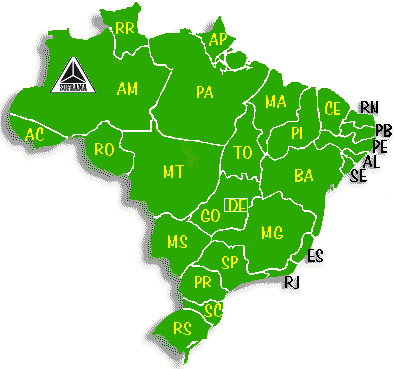 RR
AP
SUFRAMA
AM
PA
MA
CE
RN
PB
PE
AL
SE
PI
AC
RO
TO
MT
BA
GO
DF
MG
MS
ES
SP
RJ
PR
SC
RS